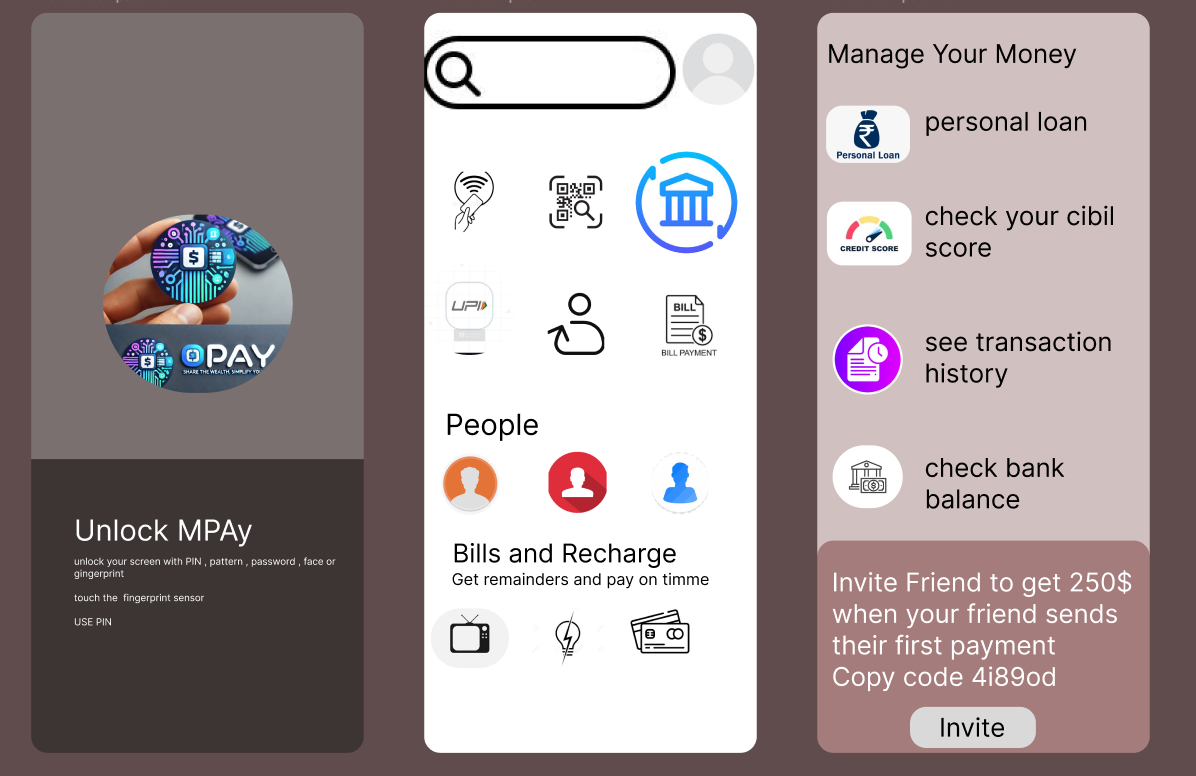 $
$
OPAY
SHARE THE WEALTH, SIMPLIFY YO
Unlock MPAy
unlock your screen with PIN , pattern , password , face or
gingerprint
touch the fingerprint sensor
USE PIN
UPI
BILL
$
BILL PAYMENT
People
Bills and Recharge
Get remainders and pay on timme
Manage Your Money
₹
Personal Loan
personal loan
CREDIT SCORE
check your cibil
score
see transaction
history
$
check bank
balance
Invite Friend to get 250$
when your friend sends
their first payment
Copy code 4i89od
Invite